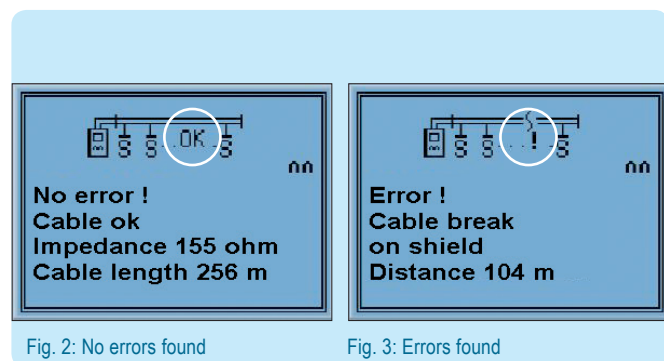 OK
No error !
Cable ok
Impedance 155 ohm
Cable length 256 m
!
Error !
Cable break
on shield
Distance 104 m
Fig. 2: No errors found
Fig. 3: Errors found